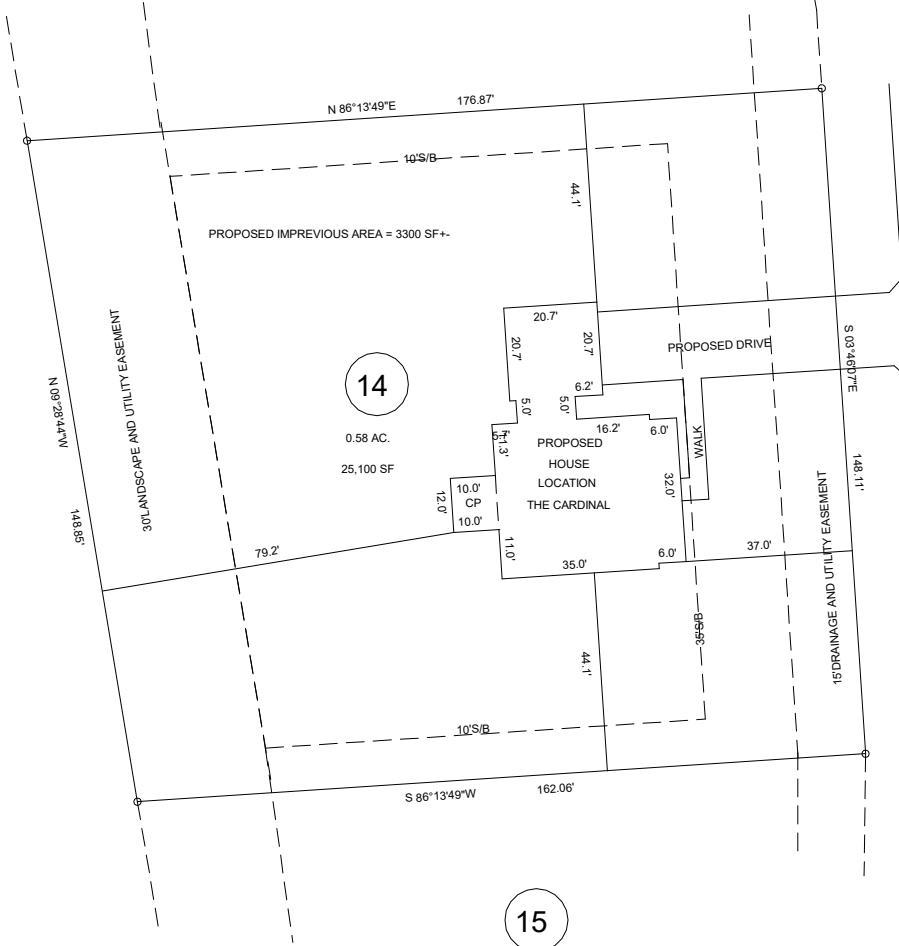 N 86°13'49"E 176.87'
10'S/B
44.1'
PROPOSED IMPREVIOUS AREA = 3300 SF+-
20.7'
20.7'
20.7'
PROPOSED DRIVE
S 03°46'07"E
148.11'
30'LANDSCAPE AND UTILITY EASEMENT
N 09°28'44"W
148.85'
14
0.58 AC.
25,100 SF
6.2'
5.0'
5.0'
16.2'
6.0'
WALK
11.3'
PROPOSED
HOUSE
LOCATION
THE CARDINAL
32.0'
10.0'
CP
10.0'
12.0'
11.0'
79.2'
35.0'
6.0'
37.0'
15'DRAINAGE AND UTILITY EASEMENT
35'S/B
44.1'
10'S/B
S 86°13'49"W 162.06'
15